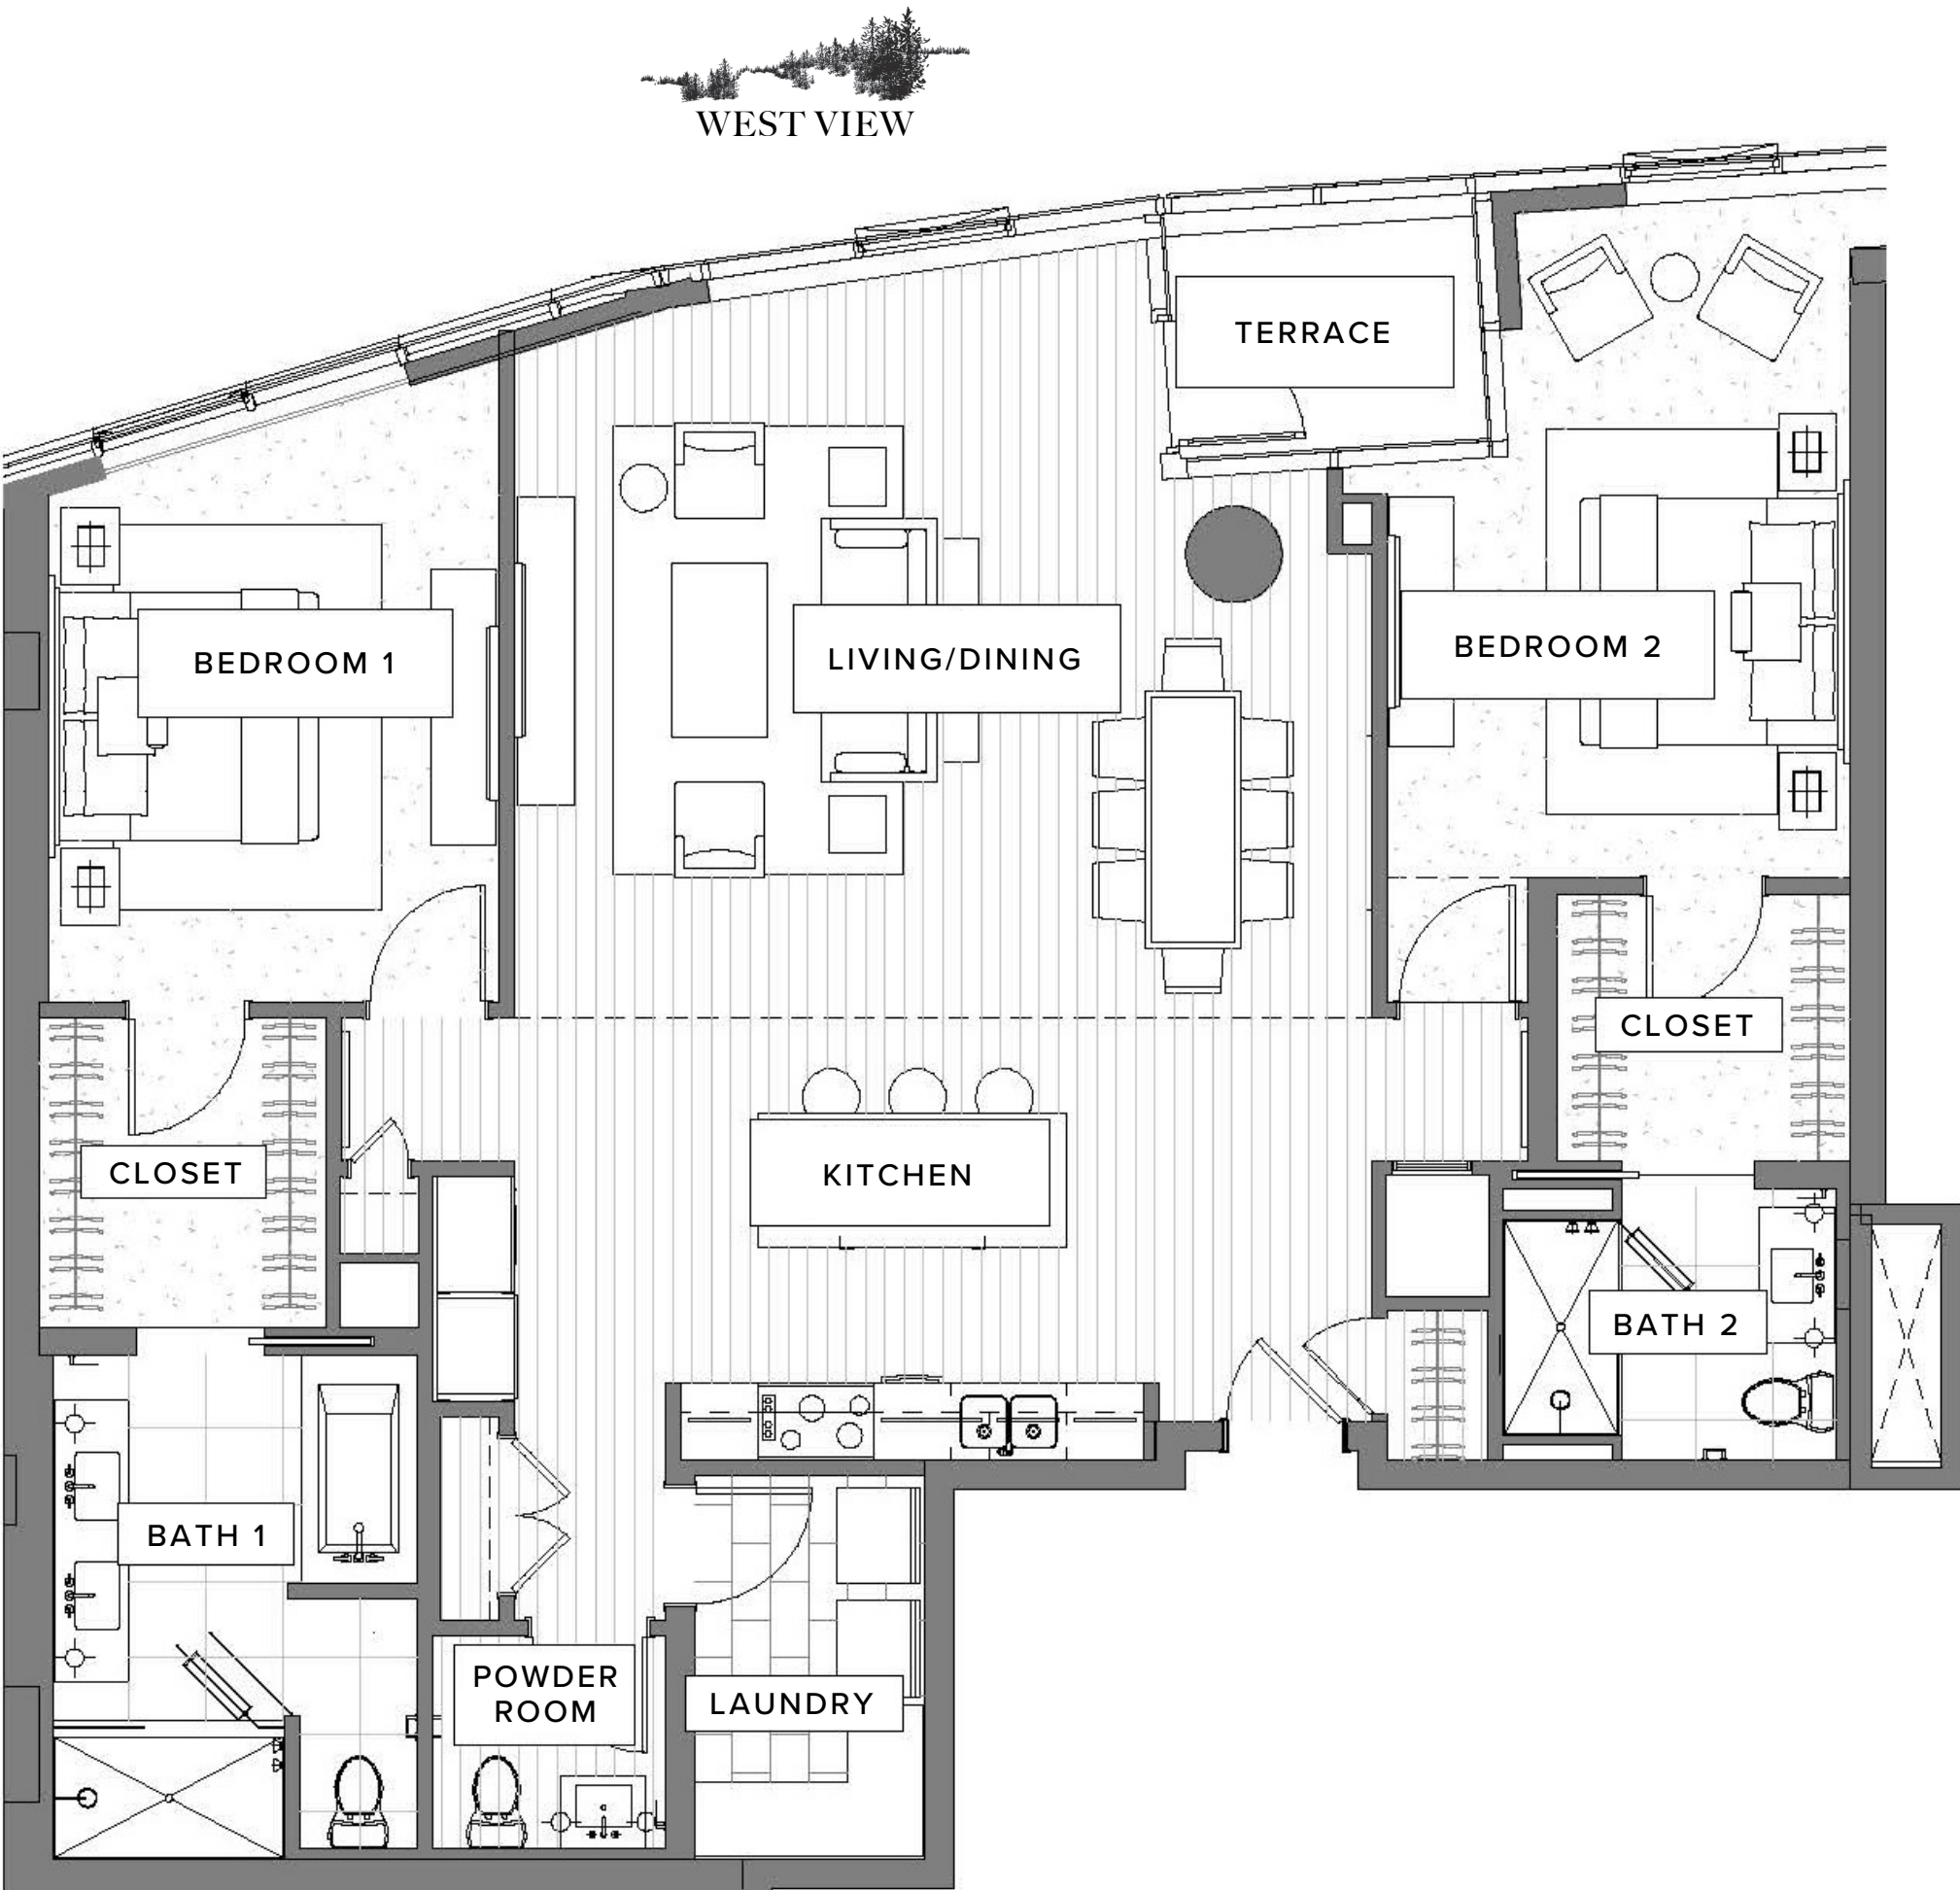 WEST VIEW
TERRACE
BEDROOM 1
LIVING/DINING
BEDROOM 2
CLOSET
CLOSET
KITCHEN
BATH 2
BATH 1
POWDER
ROOM
LAUNDRY